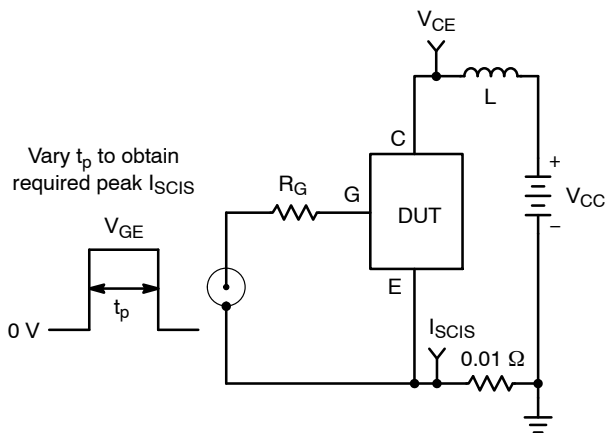 V_CE
L
C
Vary t_p to obtain
required peak I_SCIS
R_G
G
DUT
+
V_CC
−
V_GE
E
t_p
0 V
I_SCIS
0.01 Ω